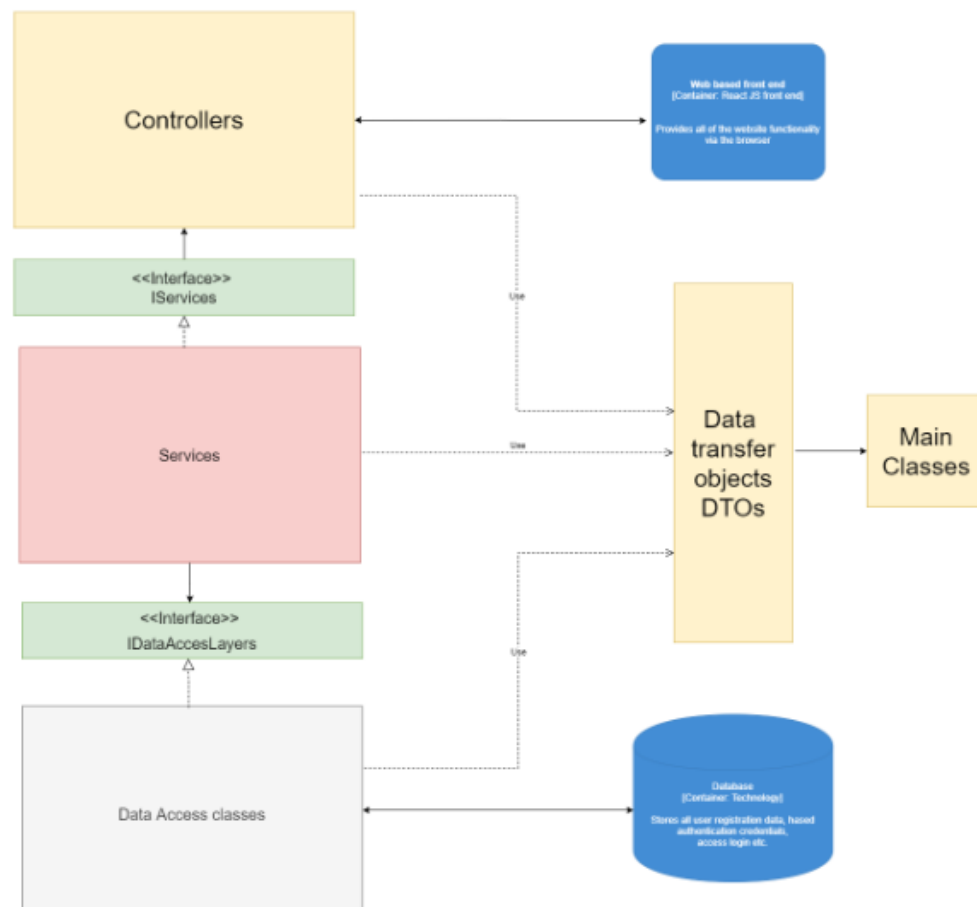 Controllers
Web based front end
[Container: React JS front end]
Provides all of the website functionality
via the browser
<<Interface>>
IServices
Use
Services
Use
Data
transfer
objects
DTOs
Main
Classes
<<Interface>>
IDataAccesLayers
Use
Data Access classes
Database
[Container: Technology]
Stores all user registration data, hased
authentication credentials,
access login etc.